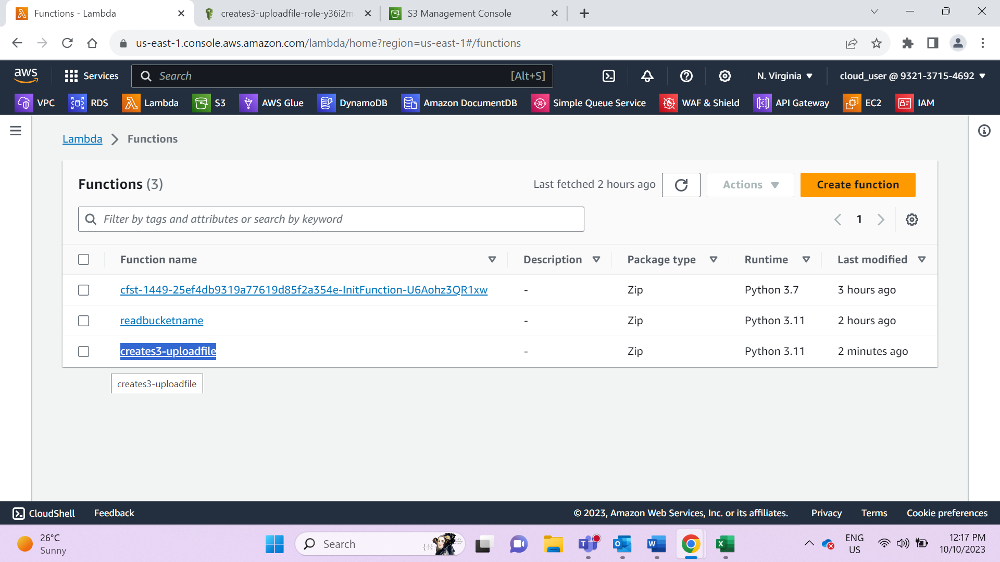 Functions - Lambda
creates3-uploadfile-role-y36i2m
S3 Management Console
us-east-1.console.aws.amazon.com/lambda/home?region=us-east-1#/functions
aws
Services
Search
[Alt+S]
N. Virginia
cloud_user @ 9321-3715-4692
VPC
RDS
Lambda
S3
AWS Glue
DynamoDB
Amazon DocumentDB
Simple Queue Service
WAF & Shield
API Gateway
EC2
IAM
Lambda
Functions
Functions (3)
Last fetched 2 hours ago
Actions
Create function
Filter by tags and attributes or search by keyword
1
Function name
Description
Package type
Runtime
Last modified
cfst-1449-25ef4db9319a77619d85f2a354e-InitFunction-U6Aohz3QR1xw
-
Zip
Python 3.7
3 hours ago
readbucketname
-
Zip
Python 3.11
2 hours ago
creates3-uploadfile
-
Zip
Python 3.11
2 minutes ago
creates3-uploadfile
CloudShell
Feedback
© 2023, Amazon Web Services, Inc. or its affiliates.
Privacy
Terms
Cookie preferences
26°C
Sunny
Search
ENG
US
12:17 PM
10/10/2023